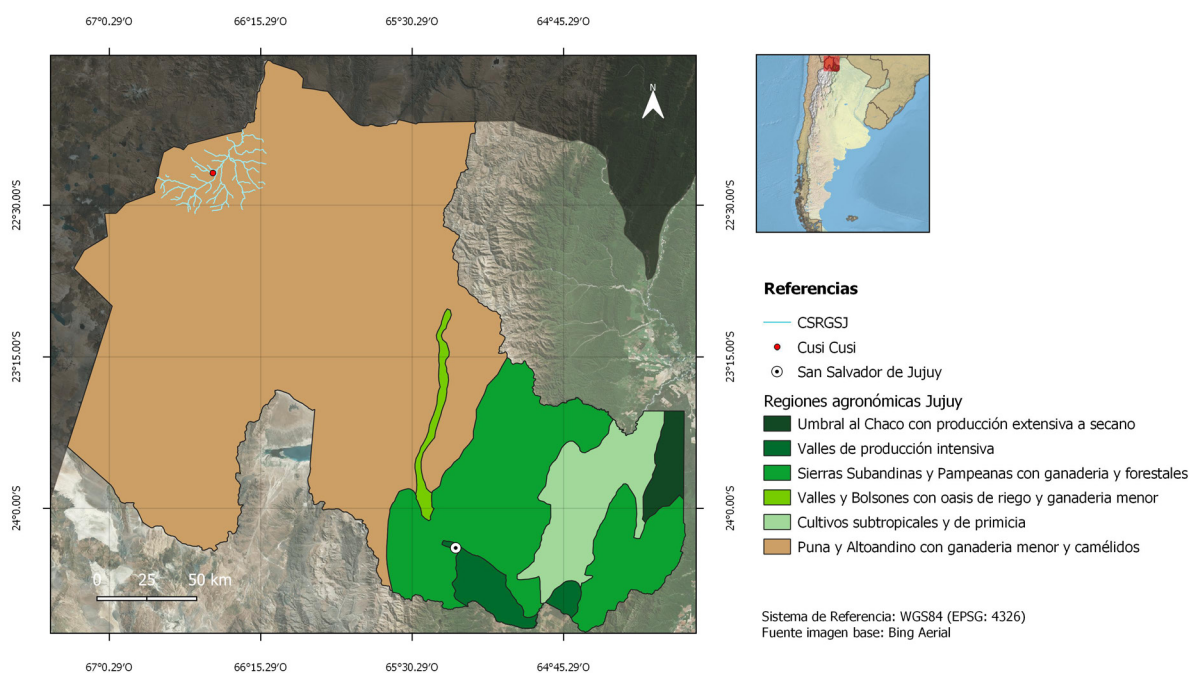 67°0.29'O 66°15.29'O 65°30.29'O 64°45.29'O
N
22°30.00'S
22°30.00'S
23°15.00'S
23°15.00'S
24°0.00'S
24°0.00'S
0 25 50 km
67°0.29'O 66°15.29'O 65°30.29'O 64°45.29'O
Referencias
CSRGSJ
Cusi Cusi
San Salvador de Jujuy
Regiones agronómicas Jujuy
Umbral al Chaco con producción extensiva a secano
Valles de producción intensiva
Sierras Subandinas y Pampeanas con ganaderia y forestales
Valles y Bolsones con oasis de riego y ganaderia menor
Cultivos subtropicales y de primicia
Puna y Altoandino con ganaderia menor y camélidos
Sistema de Referencia: WGS84 (EPSG: 4326)
Fuente imagen base: Bing Aerial